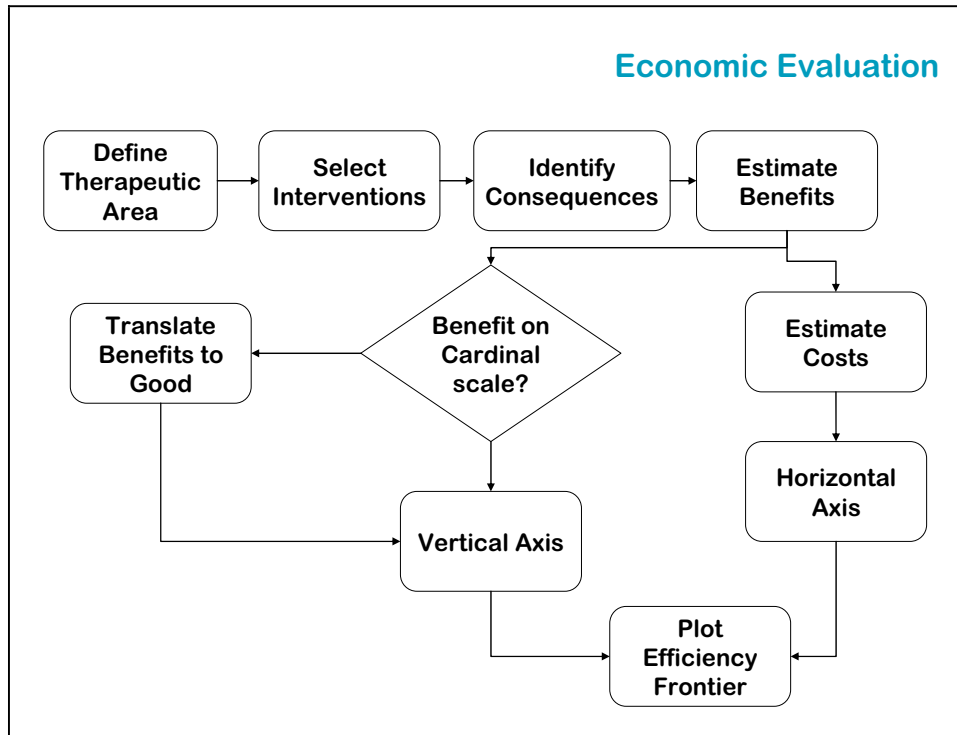 Economic Evaluation
Define
Therapeutic
Area
Select
Interventions
Identify
Consequences
Estimate
Benefits
Translate
Benefits to
Good
Benefit on
Cardinal
scale?
Estimate
Costs
Horizontal
Axis
Vertical Axis
Plot
Efficiency
Frontier